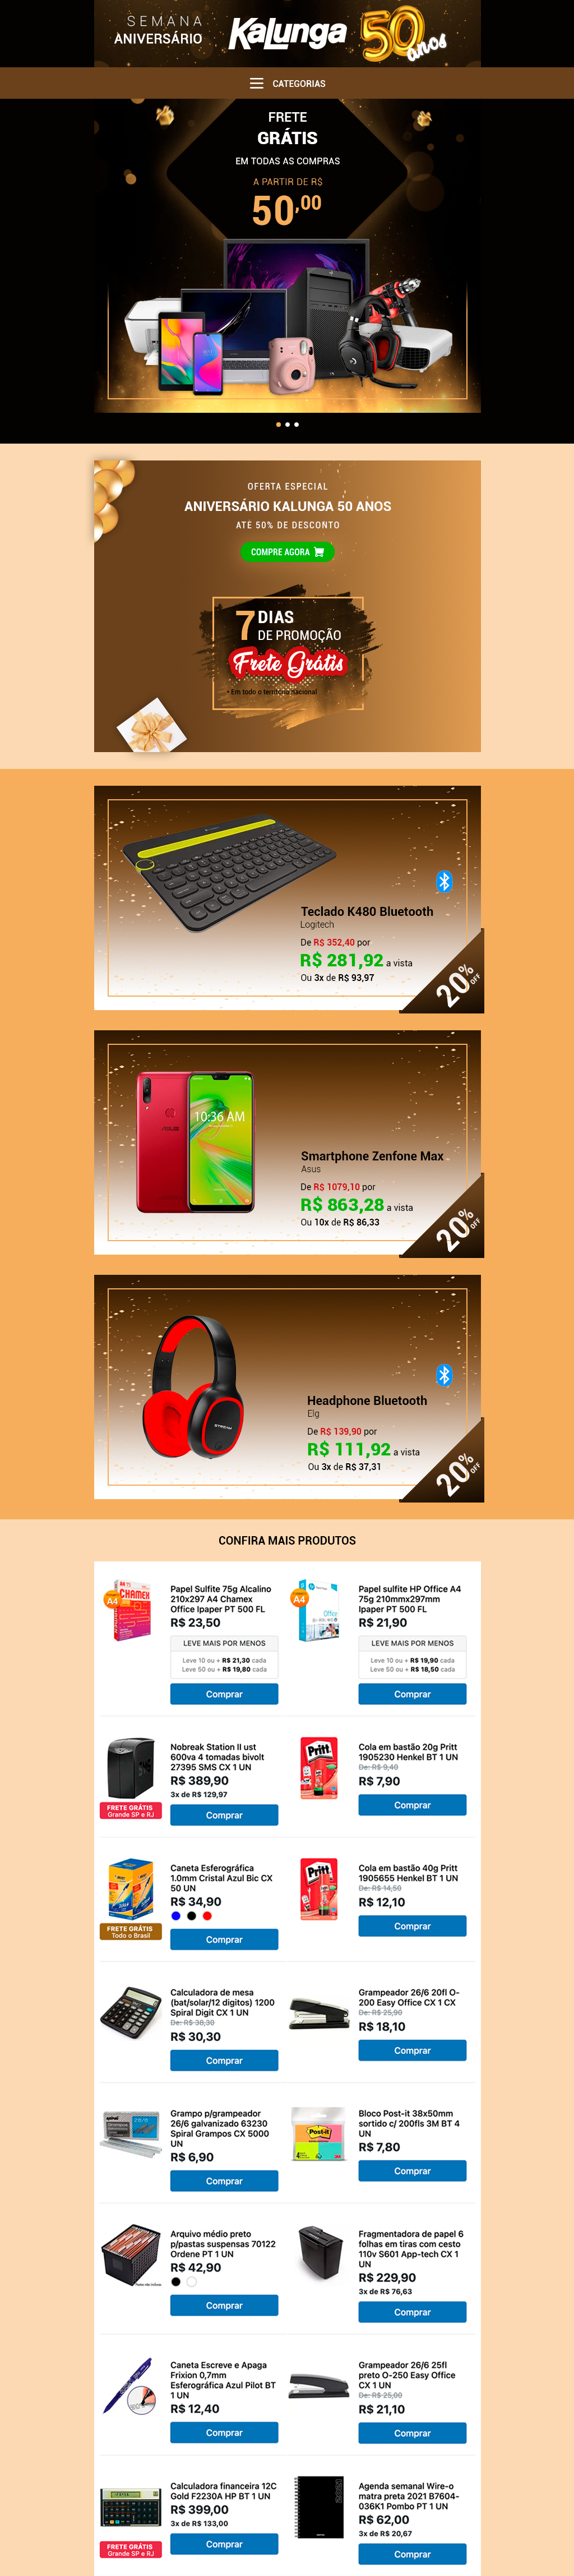 SEMANA
ANIVERSÁRIO
Kalunga
50
anos
CATEGORIAS
FRETE
GRÁTIS
EM TODAS AS COMPRAS
A PARTIR DE R$
50,00
OFERTA ESPECIAL
ANIVERSÁRIO KALUNGA 50 ANOS
ATÉ 50% DE DESCONTO
COMPRE AGORA
7 DIAS
DE PROMOÇÃO
Frete Grátis
• Em todo o território nacional
Teclado K480 Bluetooth
Logitech
De R$ 352,40 por
R$ 281,92 a vista
Ou 3x de R$ 93,97
20% OFF
10:36 AM
Smartphone Zenfone Max
Asus
De R$ 1079,10 por
R$ 863,28 a vista
Ou 10x de R$ 86,33
20% OFF
STREAM
Headphone Bluetooth
Elg
De R$ 139,90 por
R$ 111,92 a vista
Ou 3x de R$ 37,31
20% OFF
CONFIRA MAIS PRODUTOS
CHAMEX
A4
Papel Sulfite 75g Alcalino
210x297 A4 Chamex
Office Ipaper PT 500 FL
R$ 23,50
LEVE MAIS POR MENOS
Leve 10 ou + R$ 21,30 cada
Leve 50 ou + R$ 19,80 cada
Comprar
A4
Office
Papel sulfite HP Office A4
75g 210mmx297mm
Ipaper PT 500 FL
R$ 21,90
LEVE MAIS POR MENOS
Leve 10 ou + R$ 19,90 cada
Leve 50 ou + R$ 18,50 cada
Comprar
Nobreak Station II ust
600va 4 tomadas bivolt
27395 SMS CX 1 UN
R$ 389,90
3x de R$ 129,97
FRETE GRÁTIS
Grande SP e RJ
Comprar
Pritt
Cola em bastão 20g Pritt
1905230 Henkel BT 1 UN
De: R$ 9,40
R$ 7,90
Comprar
Caneta Esferográfica
1.0mm Cristal Azul Bic CX
50 UN
R$ 34,90
FRETE GRÁTIS
Todo o Brasil
Comprar
Pritt
Cola em bastão 40g Pritt
1905655 Henkel BT 1 UN
De: R$ 14,50
R$ 12,10
Comprar
Calculadora de mesa
(bat/solar/12 digitos) 1200
Spiral Digit CX 1 UN
De: R$ 38,30
R$ 30,30
Comprar
Grampeador 26/6 20fl O-
200 Easy Office CX 1 CX
De: R$ 25,90
R$ 18,10
Comprar
Grampo p/grampeador
26/6 galvanizado 63230
Spiral Grampos CX 5000
UN
R$ 6,90
Comprar
Post-it
Bloco Post-it 38x50mm
sortido c/ 200fls 3M BT 4
UN
R$ 7,80
Comprar
Arquivo médio preto
p/pastas suspensas 70122
Ordene PT 1 UN
R$ 42,90
Comprar
Fragmentadora de papel 6
folhas em tiras com cesto
110v S601 App-tech CX 1
UN
R$ 229,90
3x de R$ 76,63
Comprar
Caneta Escreve e Apaga
Frixion 0,7mm
Esferográfica Azul Pilot BT
1 UN
R$ 12,40
Comprar
Grampeador 26/6 25fl
preto O-250 Easy Office
CX 1 UN
De: R$ 25,00
R$ 21,10
Comprar
Calculadora financeira 12C
Gold F2230A HP BT 1 UN
R$ 399,00
3x de R$ 133,00
FRETE GRÁTIS
Grande SP e RJ
Comprar
2021
Agenda semanal Wire-o
matra preta 2021 B7604-
036K1 Pombo PT 1 UN
R$ 62,00
3x de R$ 20,67
Comprar